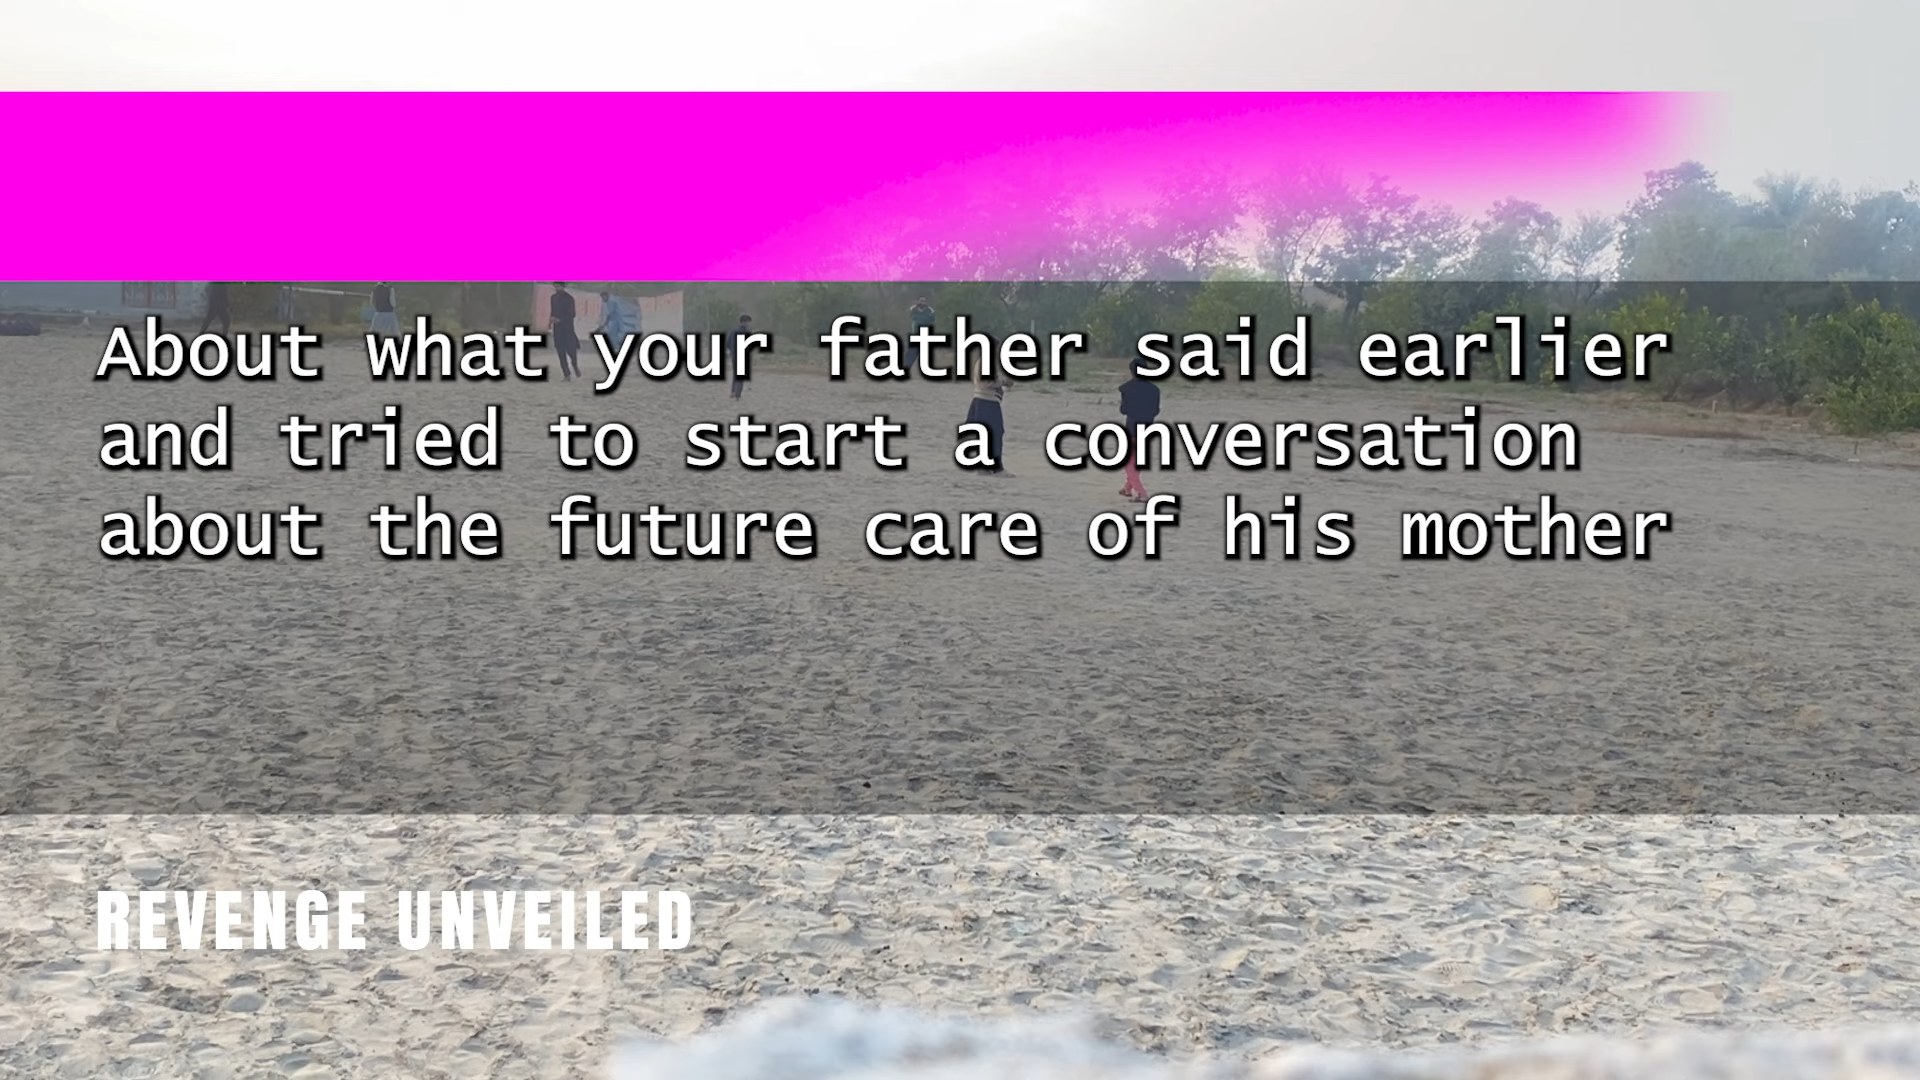 About what your father said earlier
and tried to start a conversation
about the future care of his mother
REVENGE UNVEILED